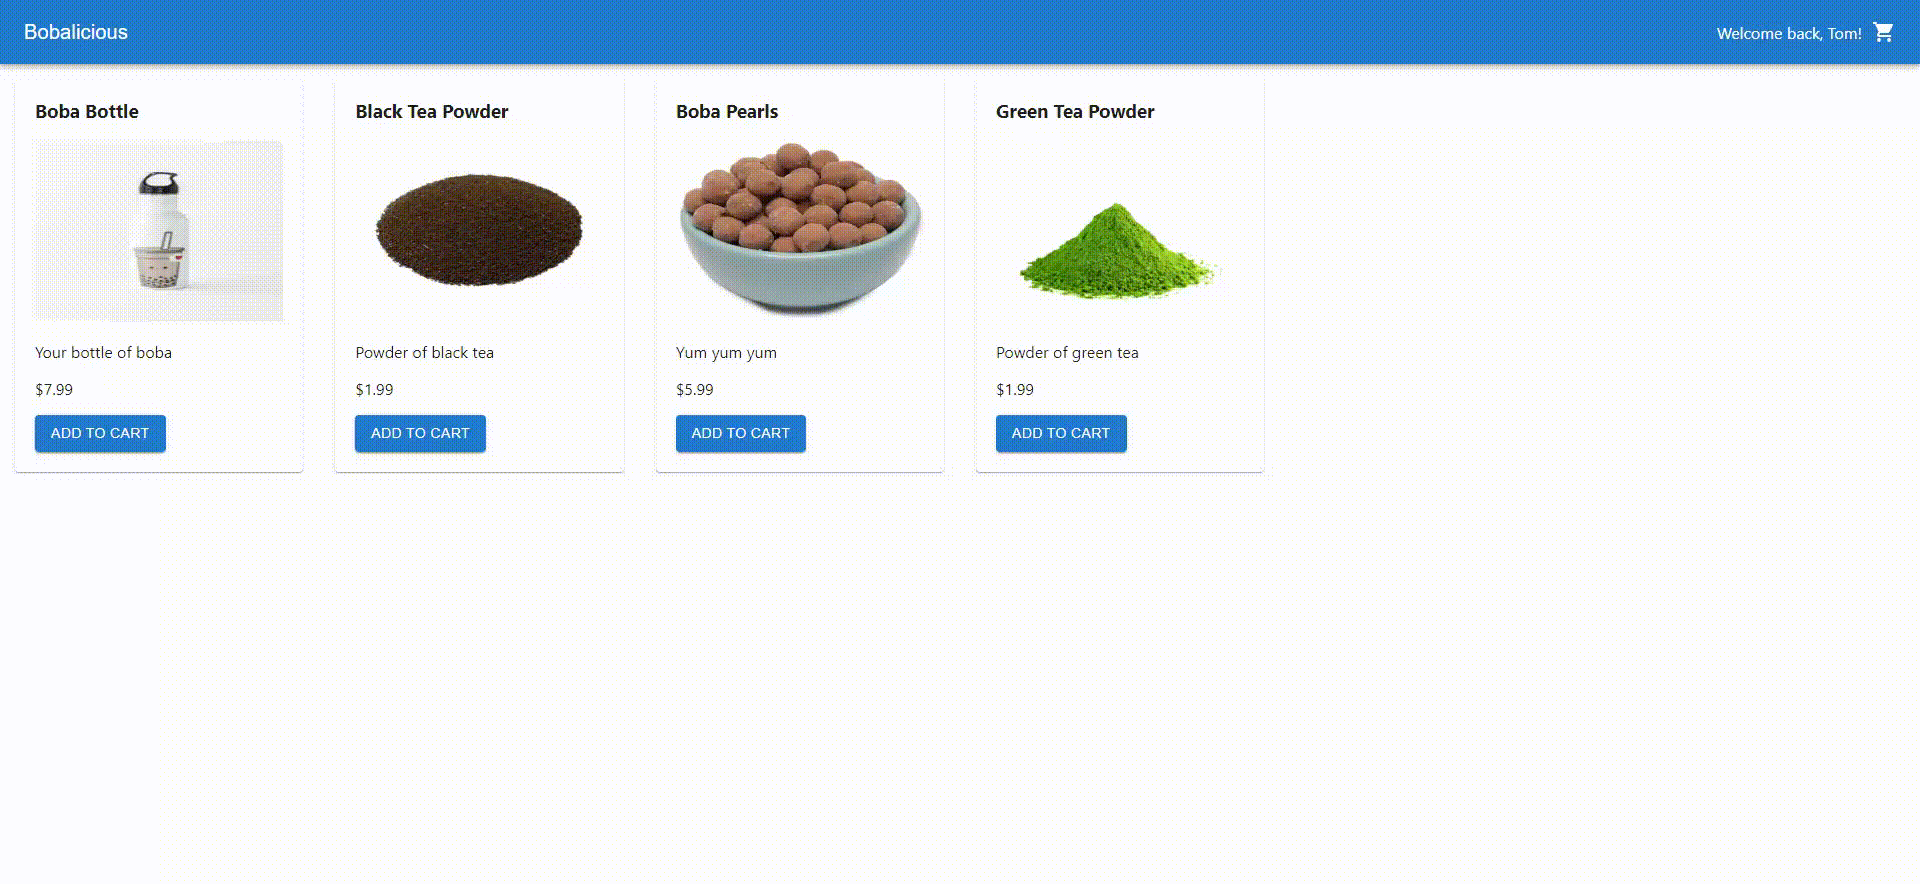 Bobalicious
Welcome back, Tom!
Boba Bottle
Your bottle of boba
$7.99
ADD TO CART
Black Tea Powder
Powder of black tea
$1.99
ADD TO CART
Boba Pearls
Yum yum yum
$5.99
ADD TO CART
Green Tea Powder
Powder of green tea
$1.99
ADD TO CART